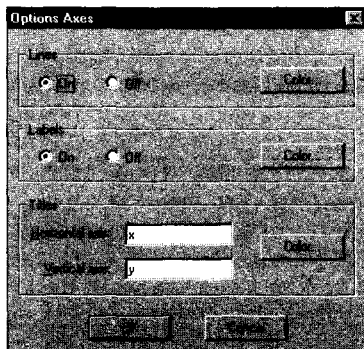 Options Axes
Lines
On Off Color...
Labels
On Off Color...
Titles
Horizontal axis: x
Vertical axis: y
Color...
OK Cancel